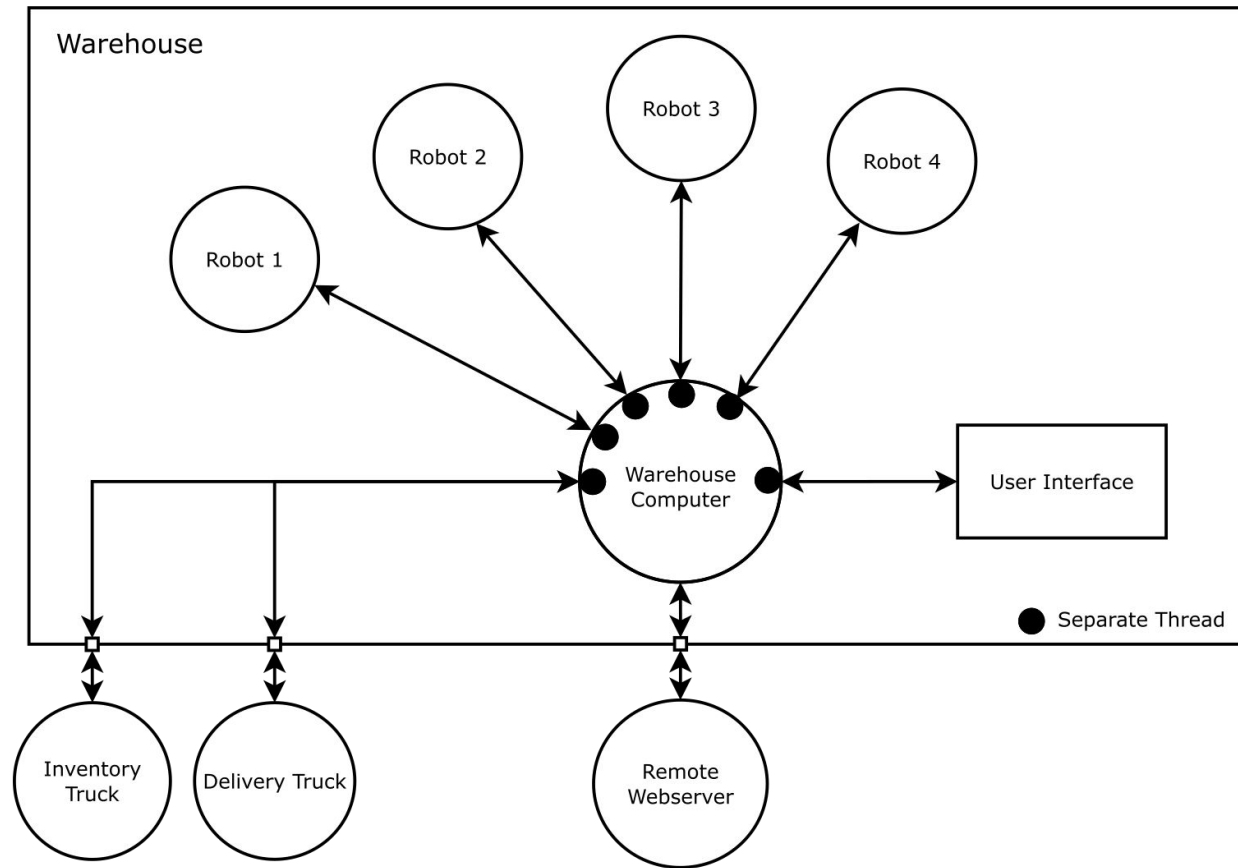 Warehouse
Robot 3
Robot 2
Robot 4
Robot 1
Warehouse
Computer
User Interface
Separate Thread
Inventory
Truck
Delivery Truck
Remote
Webserver